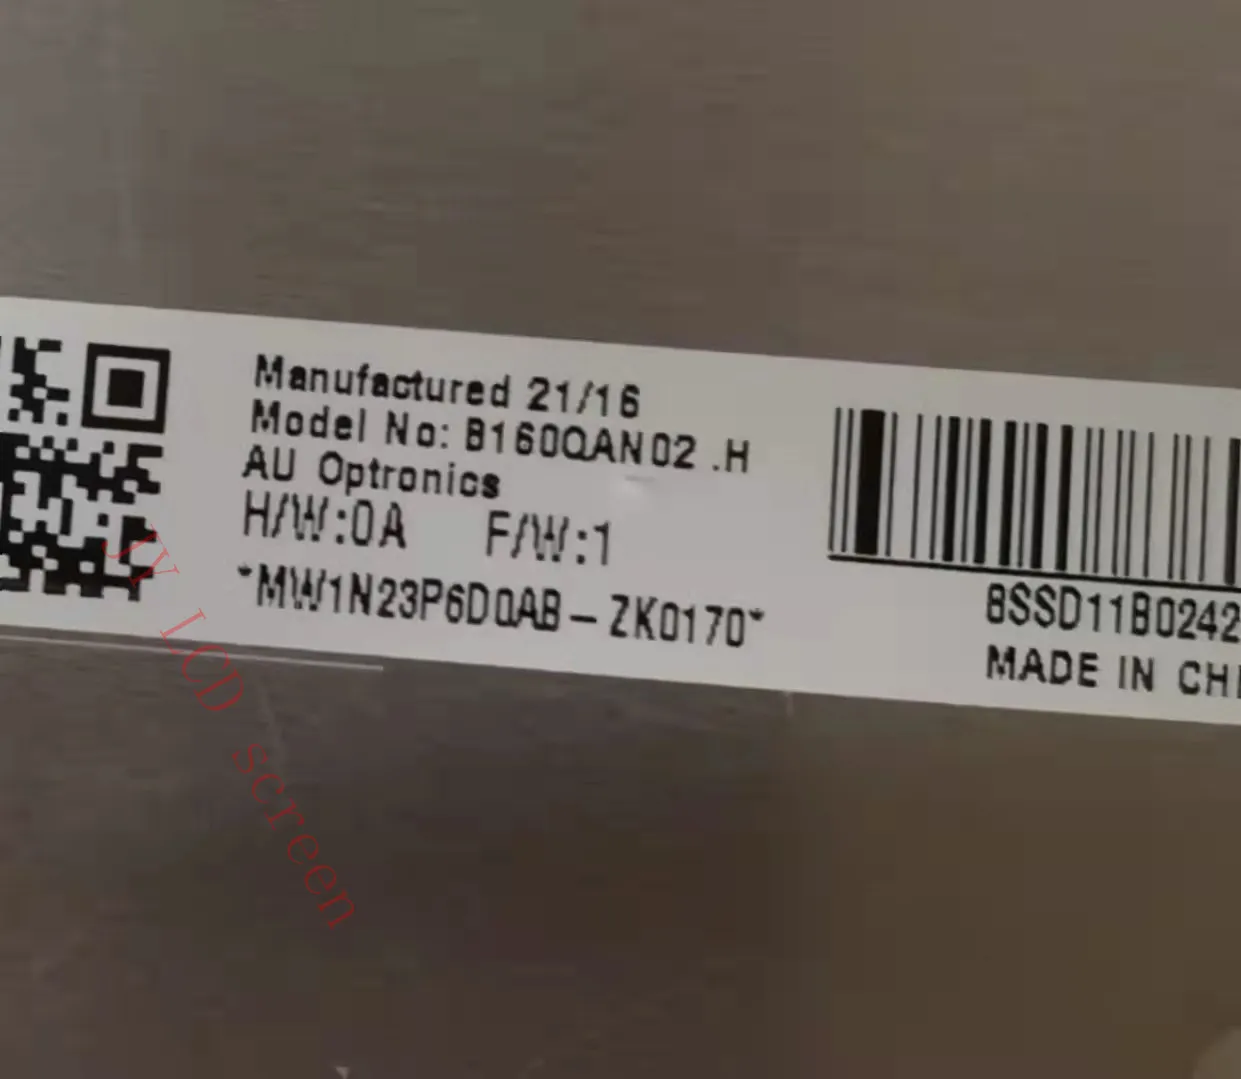 Manufactured 21/16
Model No: B160QAN02 .H
AU Optronics
H/W:0A F/W:1
*MW1N23P6D0AB-ZK0170*
8SSD11B0242
MADE IN CHI
JY LCD screen